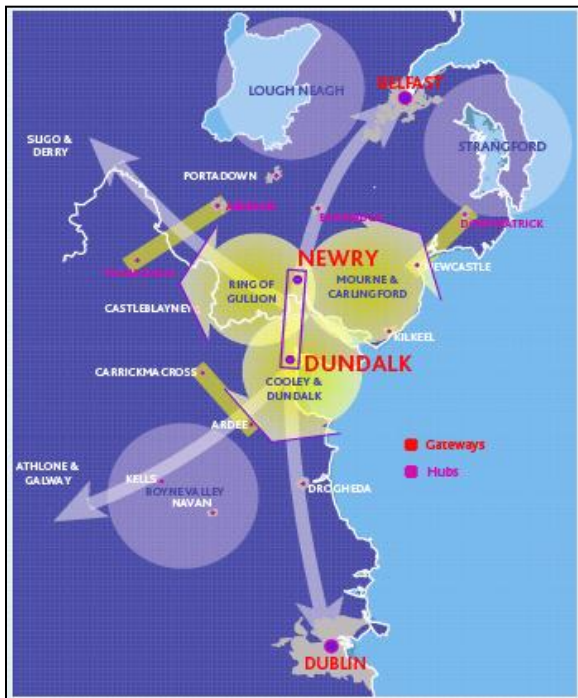 BELFAST
LOUGH NEAGH
SLIGO &
DERRY
STRANGFORD
PORTADOWN
ARMAGH
BANBRIDGE
DOWNPATRICK
NEWRY
NEWCASTLE
RING OF
GULLION
MOURNE &
CARLINGFORD
CASTLEBLAYNEY
KILKEEL
DUNDALK
CARRICKMACROSS
COOLEY &
DUNDALK
ARDEE
Gateways
Hubs
ATHLONE &
GALWAY
KELLS
BOYNE VALLEY
NAVAN
DROGHEDA
DUBLIN